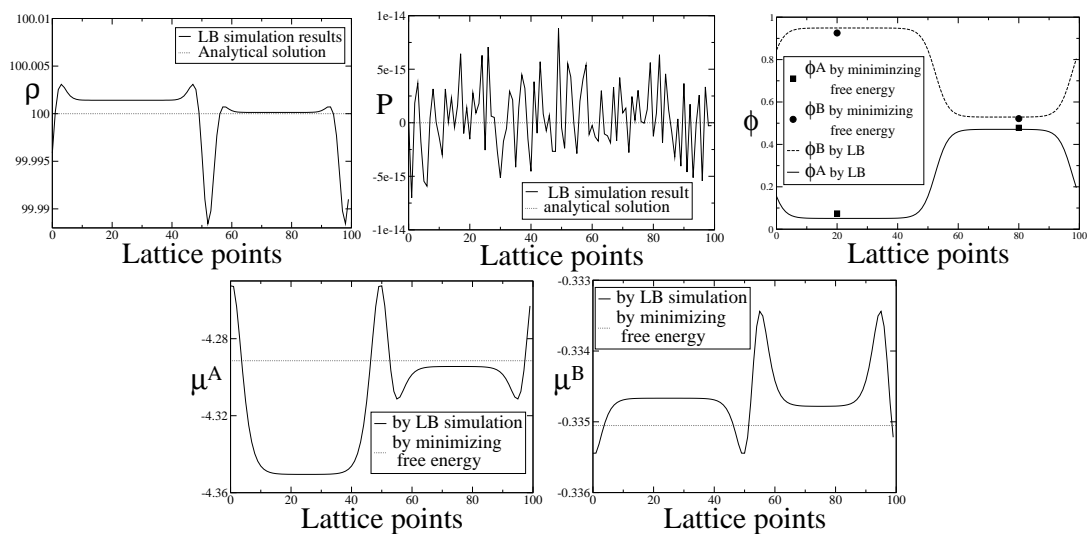 100.01
100.005
100
99.995
99.99
ρ
LB simulation results
Analytical solution
0 20 40 60 80 100
Lattice points
1e-14
5e-15
0
-5e-15
-1e-14
P
LB simulation result
analytical solution
0 20 40 60 80 100
Lattice points
1
0.8
0.6
0.4
0.2
0
ϕ
ϕA by miniminzing
free energy
ϕB by minimizing
free energy
ϕB by LB
ϕA by LB
0 20 40 60 80 100
Lattice points
-4.28
-4.32
-4.36
μA
by LB simulation
by minimizing
free energy
0 20 40 60 80 100
Lattice points
-0.333
-0.334
-0.335
-0.336
μB
by LB simulation
by minimizing
free energy
0 20 40 60 80 100
Lattice points